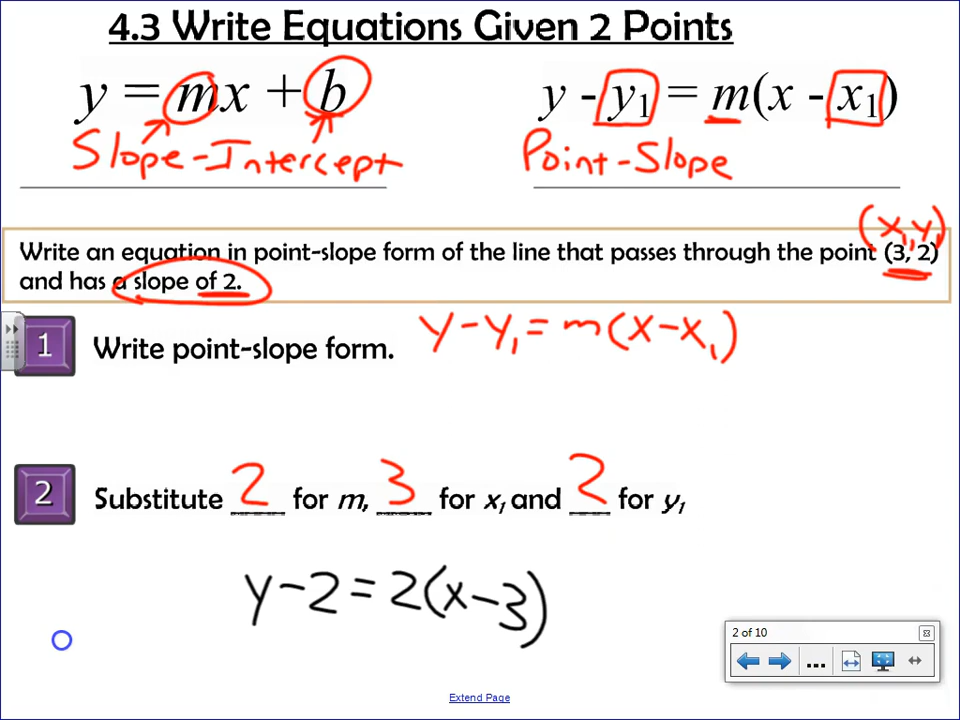 4.3 Write Equations Given 2 Points
y = mx + b
y - y₁ = m(x - x₁)
Slope-Intercept
Point-Slope
(x₁, y₁)
Write an equation in point-slope form of the line that passes through the point (3, 2)
and has a slope of 2.
1 Write point-slope form. y - y₁ = m(x - x₁)
2 Substitute 2 for m, 3 for x₁ and 2 for y₁
y - 2 = 2(x - 3)
2 of 10
...
Extend Page